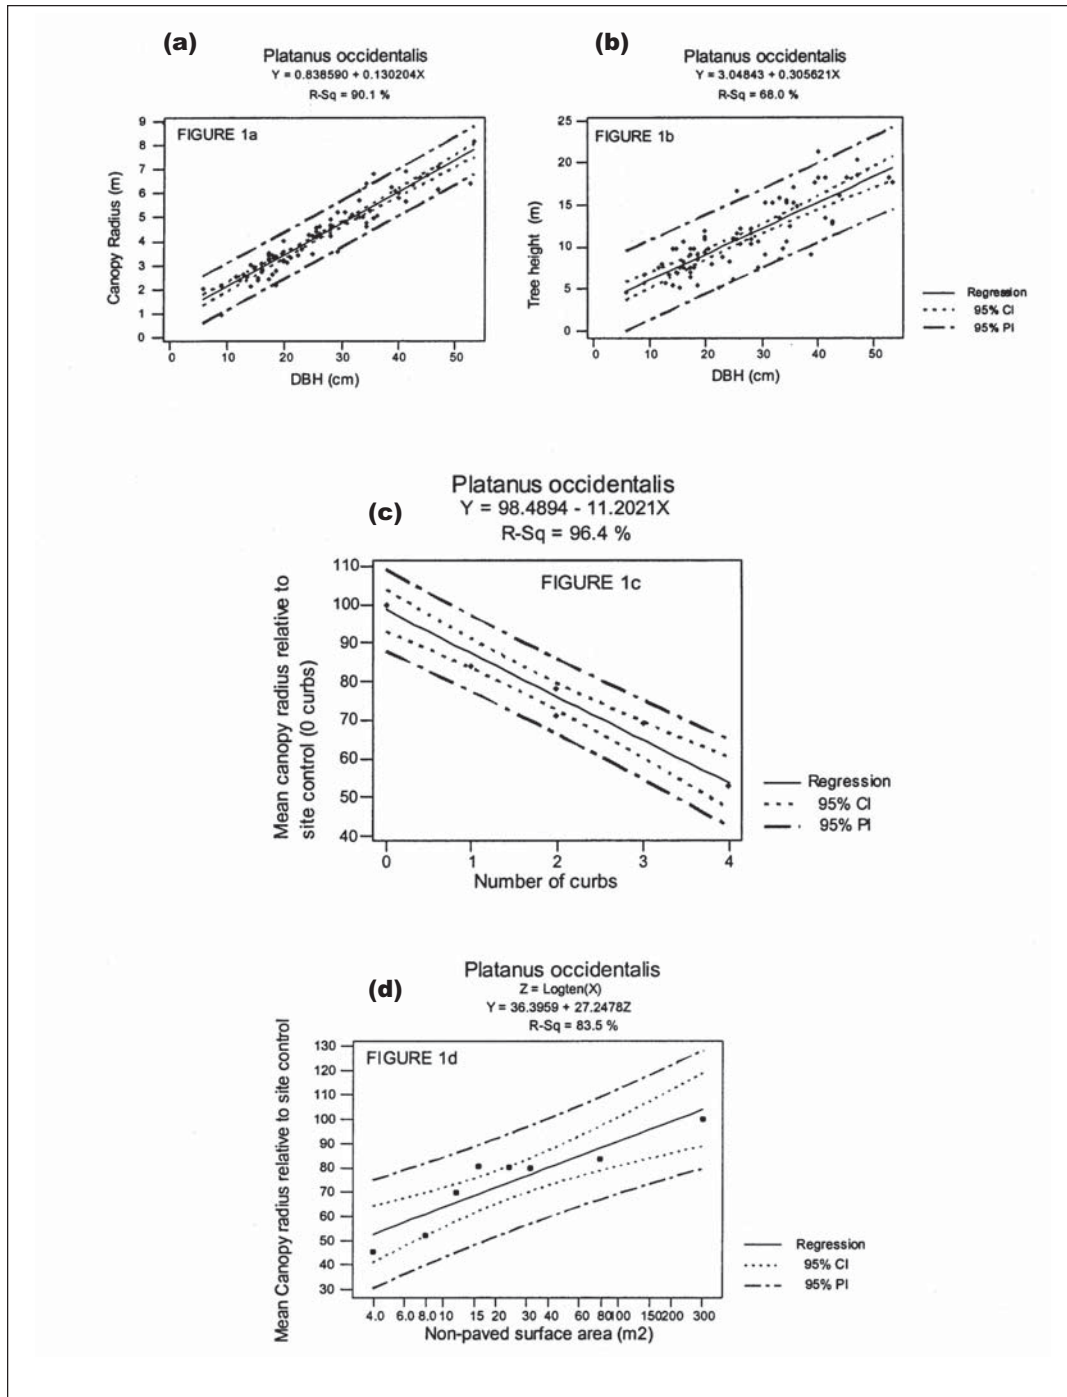 (a)
Platanus occidentalis
Y = 0.838590 + 0.130204X
R-Sq = 90.1 %
FIGURE 1a
9
8
7
6
5
4
3
2
1
0
Canopy Radius (m)
0 10 20 30 40 50
DBH (cm)
(b)
Platanus occidentalis
Y = 3.04843 + 0.305621X
R-Sq = 68.0 %
FIGURE 1b
25
20
15
10
5
0
Tree height (m)
0 10 20 30 40 50
DBH (cm)
Regression
95% CI
95% PI
(c)
Platanus occidentalis
Y = 98.4894 - 11.2021X
R-Sq = 96.4 %
FIGURE 1c
110
100
90
80
70
60
50
40
Mean canopy radius relative to
site control (0 curbs)
0 1 2 3 4
Number of curbs
Regression
95% CI
95% PI
(d)
Platanus occidentalis
Z = Logten(X)
Y = 36.3959 + 27.2478Z
R-Sq = 83.5 %
FIGURE 1d
130
120
110
100
90
80
70
60
50
40
30
Mean Canopy radius relative to site control
4.0 6.0 8.0 10 15 20 30 40 60 80 100 150 200 300
Non-paved surface area (m2)
Regression
95% CI
95% PI